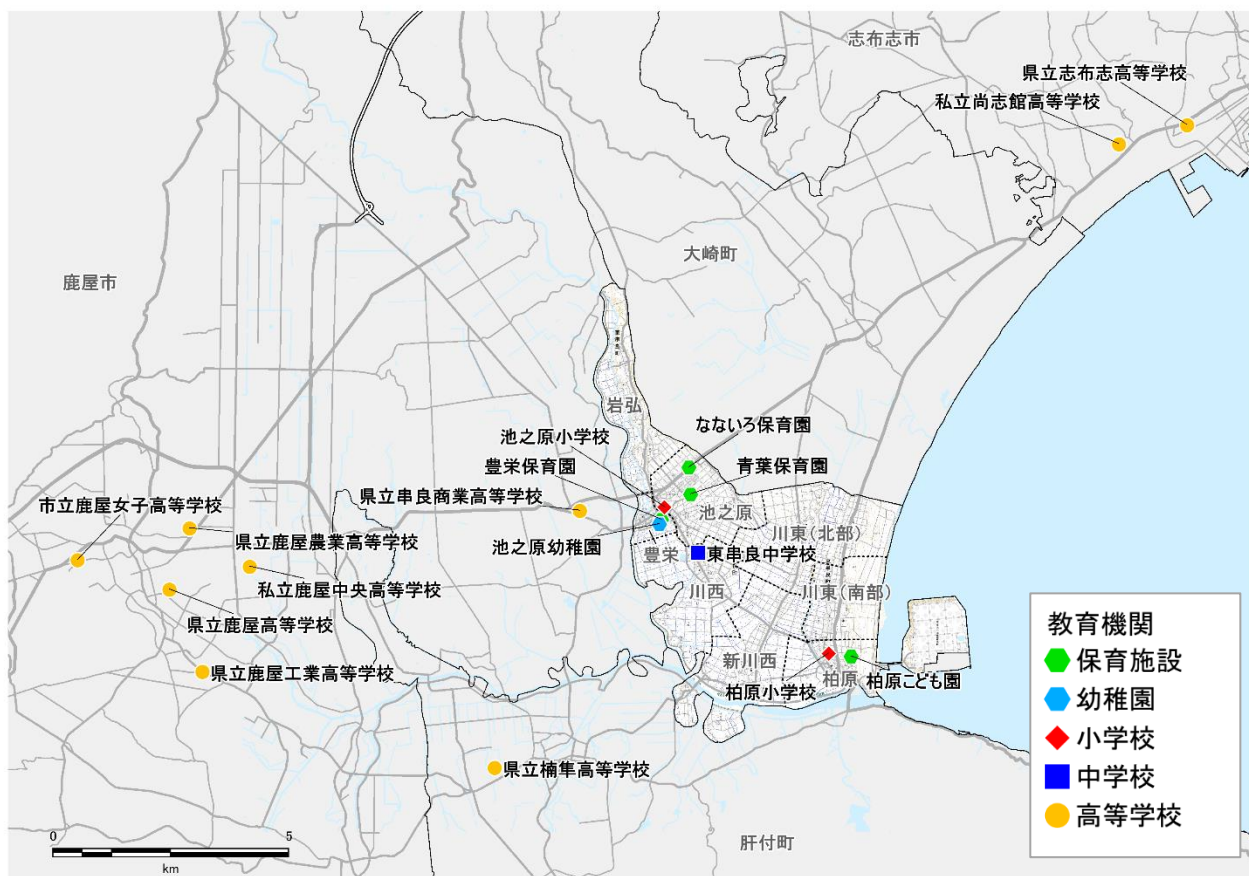 志布志市
県立志布志高等学校
私立尚志館高等学校
大崎町
鹿屋市
岩弘
なないろ保育園
池之原小学校
豊栄保育園
青葉保育園
県立串良商業高等学校
市立鹿屋女子高等学校
池之原
川東(北部)
県立鹿屋農業高等学校
池之原幼稚園
豊栄
東串良中学校
私立鹿屋中央高等学校
川西
川東(南部)
県立鹿屋高等学校
県立鹿屋工業高等学校
新川西
柏原小学校
柏原
柏原こども園
県立楠隼高等学校
肝付町
教育機関
保育施設
幼稚園
小学校
中学校
高等学校
0 5
km